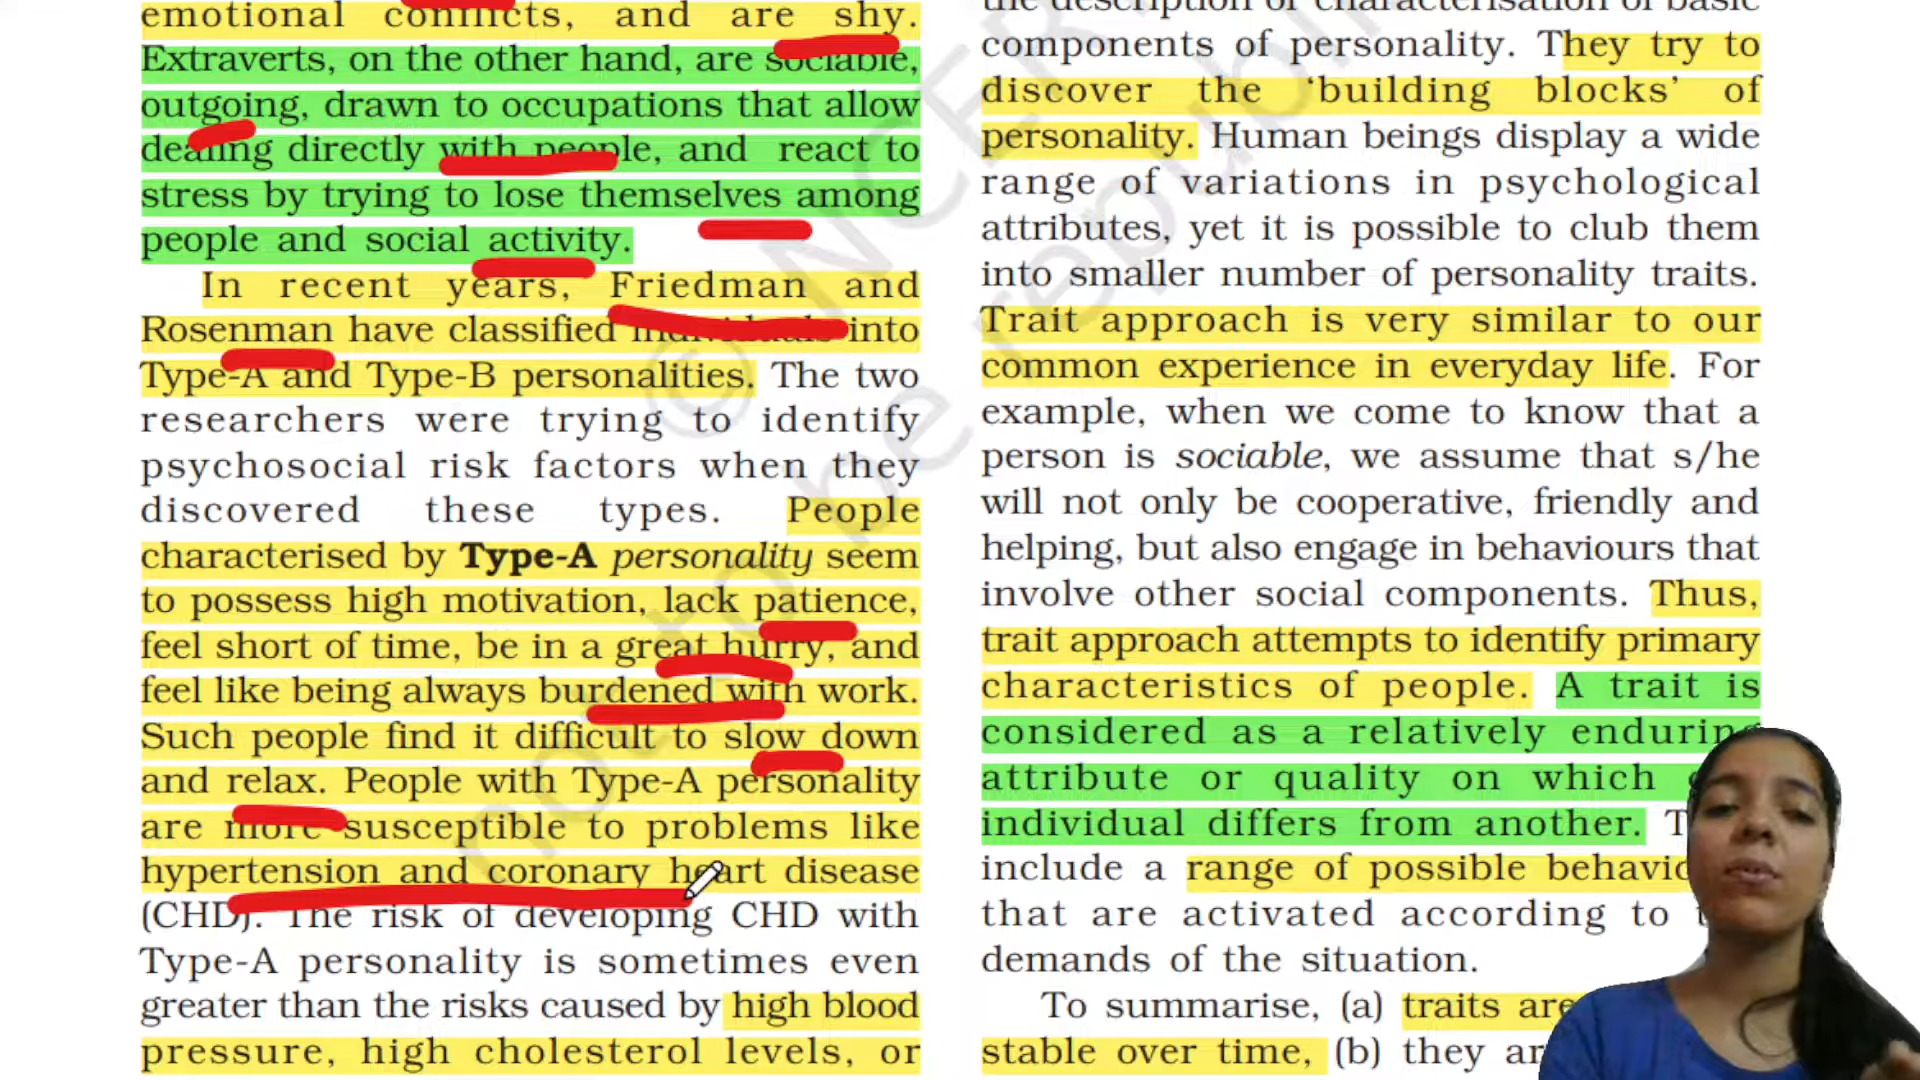 emotional conflicts, and are shy.
Extraverts, on the other hand, are sociable,
outgoing, drawn to occupations that allow
dealing directly with people, and react to
stress by trying to lose themselves among
people and social activity.
In recent years, Friedman and
Rosenman have classified individuals into
Type-A and Type-B personalities. The two
researchers were trying to identify
psychosocial risk factors when they
discovered these types. People
characterised by Type-A personality seem
to possess high motivation, lack patience,
feel short of time, be in a great hurry, and
feel like being always burdened with work.
Such people find it difficult to slow down
and relax. People with Type-A personality
are more susceptible to problems like
hypertension and coronary heart disease
(CHD). The risk of developing CHD with
Type-A personality is sometimes even
greater than the risks caused by high blood
pressure, high cholesterol levels, or
the description or characterisation of basic
components of personality. They try to
discover the ‘building blocks’ of
personality. Human beings display a wide
range of variations in psychological
attributes, yet it is possible to club them
into smaller number of personality traits.
Trait approach is very similar to our
common experience in everyday life. For
example, when we come to know that a
person is sociable, we assume that s/he
will not only be cooperative, friendly and
helping, but also engage in behaviours that
involve other social components. Thus,
trait approach attempts to identify primary
characteristics of people. A trait is
considered as a relatively enduring
attribute or quality on which
individual differs from another.
include a range of possible
that are activated according to
demands of the situation.
To summarise, (a) traits are
stable over time, (b) they
© NCER
not to be republi